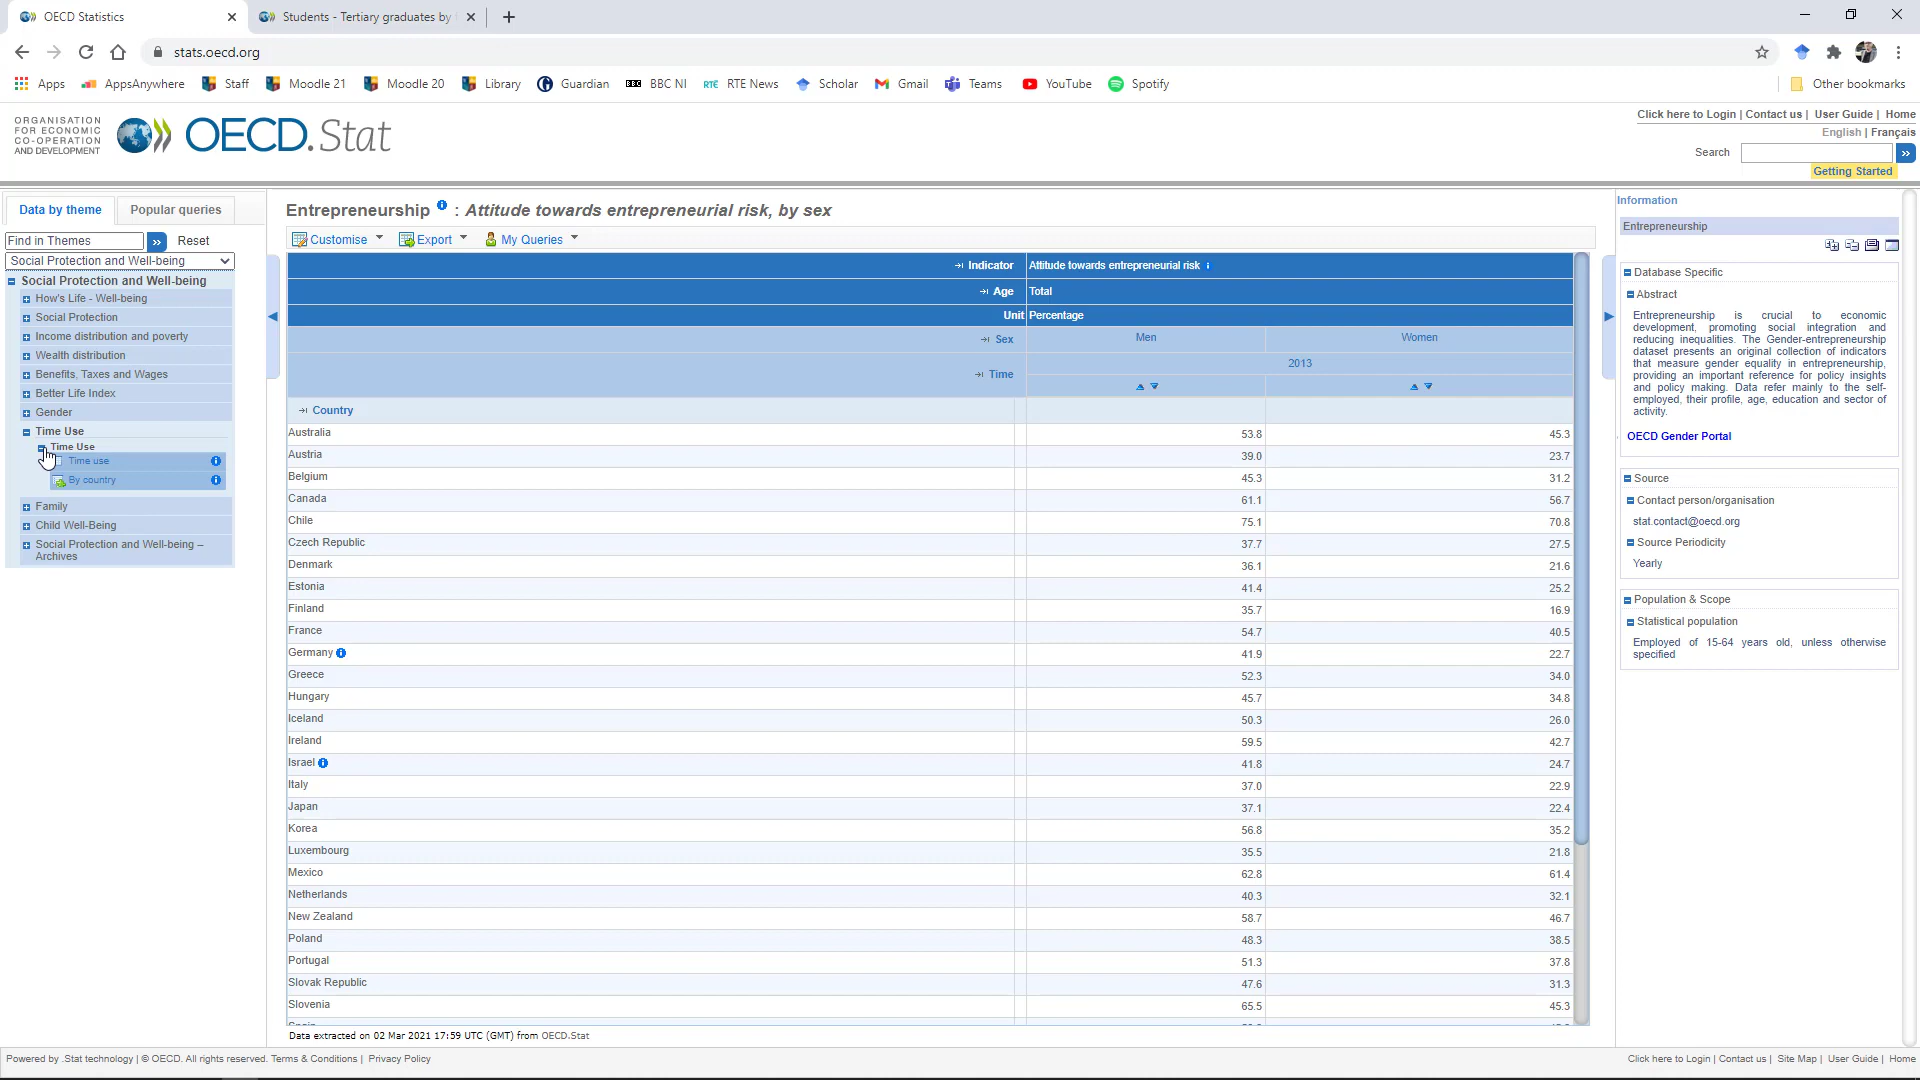 OECD Statistics
Students - Tertiary graduates by
stats.oecd.org
Apps AppsAnywhere Staff Moodle 21 Moodle 20 Library Guardian BBC NI RTE News Scholar Gmail Teams YouTube Spotify Other bookmarks
ORGANISATION
FOR ECONOMIC
CO-OPERATION
AND DEVELOPMENT
OECD.Stat
Click here to Login | Contact us | User Guide | Home
English | Français
Search
Getting Started
Data by theme Popular queries
Find in Themes Reset
Social Protection and Well-being
Social Protection and Well-being
How's Life - Well-being
Social Protection
Income distribution and poverty
Wealth distribution
Benefits, Taxes and Wages
Better Life Index
Gender
Time Use
Time Use
Time use
By country
Family
Child Well-Being
Social Protection and Well-being –
Archives
Entrepreneurship : Attitude towards entrepreneurial risk, by sex
Customise Export My Queries
Indicator Attitude towards entrepreneurial risk
Age Total
Unit Percentage
Sex Men Women
Time 2013
Country
Australia 53.8 45.3
Austria 39.0 23.7
Belgium 45.3 31.2
Canada 61.1 56.7
Chile 75.1 70.8
Czech Republic 37.7 27.5
Denmark 36.1 21.6
Estonia 41.4 25.2
Finland 35.7 16.9
France 54.7 40.5
Germany 41.9 22.7
Greece 52.3 34.0
Hungary 45.7 34.8
Iceland 50.3 26.0
Ireland 59.5 42.7
Israel 41.8 24.7
Italy 37.0 22.9
Japan 37.1 22.4
Korea 56.8 35.2
Luxembourg 35.5 21.8
Mexico 62.8 61.4
Netherlands 40.3 32.1
New Zealand 58.7 46.7
Poland 48.3 38.5
Portugal 51.3 37.8
Slovak Republic 47.6 31.3
Slovenia 65.5 45.3
Data extracted on 02 Mar 2021 17:59 UTC (GMT) from OECD.Stat
Information
Entrepreneurship
Database Specific
Abstract
Entrepreneurship is crucial to economic
development, promoting social integration and
reducing inequalities. The Gender-entrepreneurship
dataset presents an original collection of indicators
that measure gender equality in entrepreneurship,
providing an important reference for policy insights
and policy making. Data refer mainly to the self-
employed, their profile, age, education and sector of
activity.
OECD Gender Portal
Source
Contact person/organisation
stat.contact@oecd.org
Source Periodicity
Yearly
Population & Scope
Statistical population
Employed of 15-64 years old, unless otherwise
specified
Powered by .Stat technology | © OECD. All rights reserved. Terms & Conditions | Privacy Policy
Click here to Login | Contact us | Site Map | User Guide | Home